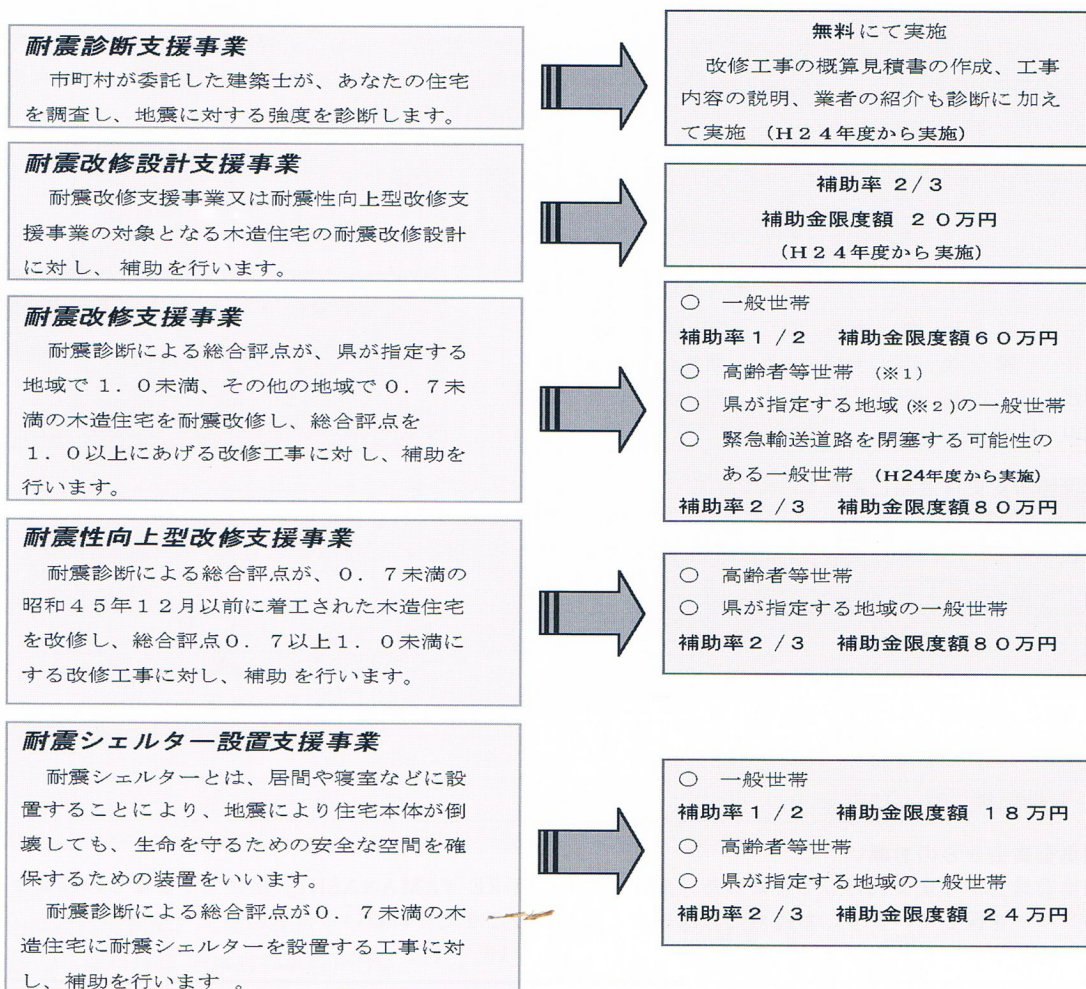 耐震診断支援事業
市町村が委託した建築士が、あなたの住宅
を調査し、地震に対する強度を診断します。
無料にて実施
改修工事の概算見積書の作成、工事
内容の説明、業者の紹介も診断に加え
て実施 (H24年度から実施)
耐震改修設計支援事業
耐震改修支援事業又は耐震性向上型改修支
援事業の対象となる木造住宅の耐震改修設計
に対し、補助を行います。
補助率 2/3
補助金限度額 20万円
(H24年度から実施)
耐震改修支援事業
耐震診断による総合評点が、県が指定する
地域で1.0未満、その他の地域で0.7未
満の木造住宅を耐震改修し、総合評点を
1.0以上にあげる改修工事に対し、補助を
行います。
○ 一般世帯
補助率1/2 補助金限度額60万円
○ 高齢者等世帯 (※1)
○ 県が指定する地域(※2)の一般世帯
○ 緊急輸送道路を閉塞する可能性の
ある一般世帯 (H24年度から実施)
補助率2/3 補助金限度額80万円
耐震性向上型改修支援事業
耐震診断による総合評点が、0.7未満の
昭和45年12月以前に着工された木造住宅
を改修し、総合評点0.7以上1.0未満に
する改修工事に対し、補助を行います。
○ 高齢者等世帯
○ 県が指定する地域の一般世帯
補助率2/3 補助金限度額80万円
耐震シェルター設置支援事業
耐震シェルターとは、居間や寝室などに設
置することにより、地震により住宅本体が倒
壊しても、生命を守るための安全な空間を確
保するための装置をいいます。
耐震診断による総合評点が0.7未満の木
造住宅に耐震シェルターを設置する工事に対
し、補助を行います。
○ 一般世帯
補助率1/2 補助金限度額 18万円
○ 高齢者等世帯
○ 県が指定する地域の一般世帯
補助率2/3 補助金限度額 24万円